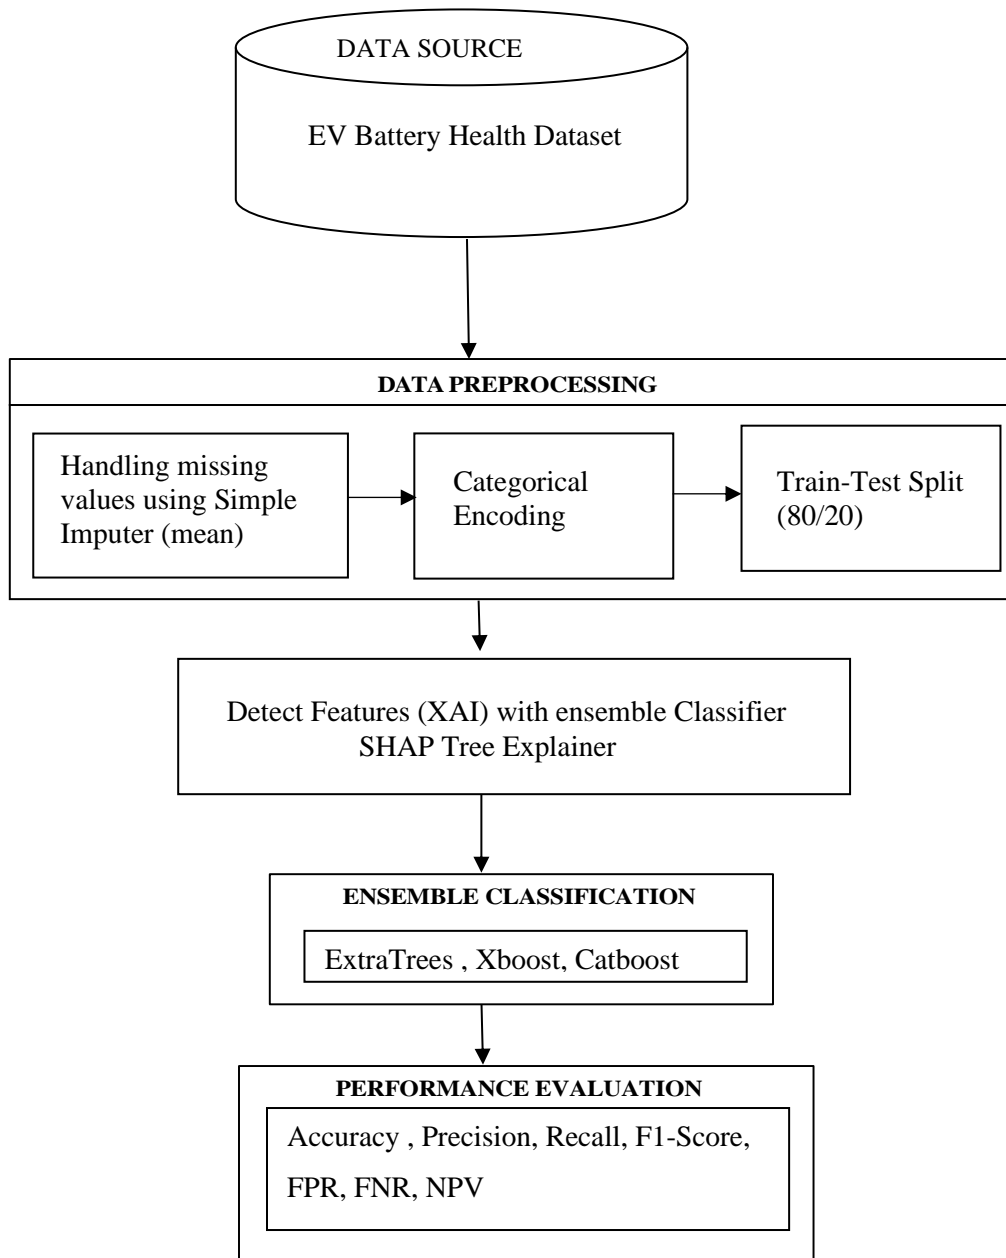 DATA SOURCE
EV Battery Health Dataset
DATA PREPROCESSING
Handling missing
values using Simple
Imputer (mean)
Categorical
Encoding
Train-Test Split
(80/20)
Detect Features (XAI) with ensemble Classifier
SHAP Tree Explainer
ENSEMBLE CLASSIFICATION
ExtraTrees , Xboost, Catboost
PERFORMANCE EVALUATION
Accuracy , Precision, Recall, F1-Score,
FPR, FNR, NPV